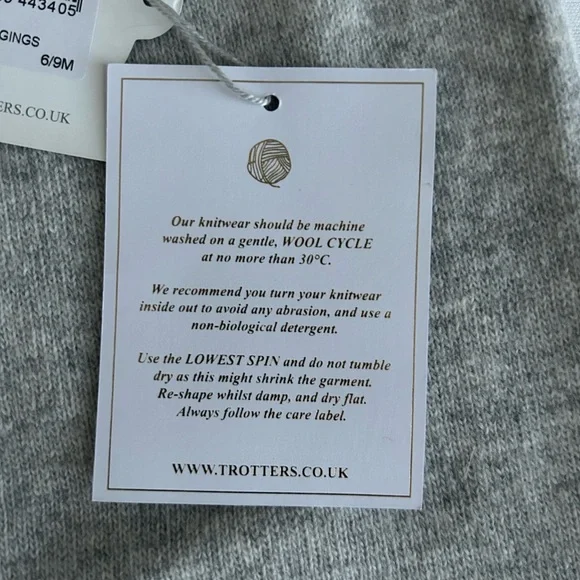 443405
GINGS
6/9M
TERS.CO.UK
Our knitwear should be machine
washed on a gentle, WOOL CYCLE
at no more than 30°C.
We recommend you turn your knitwear
inside out to avoid any abrasion, and use a
non-biological detergent.
Use the LOWEST SPIN and do not tumble
dry as this might shrink the garment.
Re-shape whilst damp, and dry flat.
Always follow the care label.
WWW.TROTTERS.CO.UK